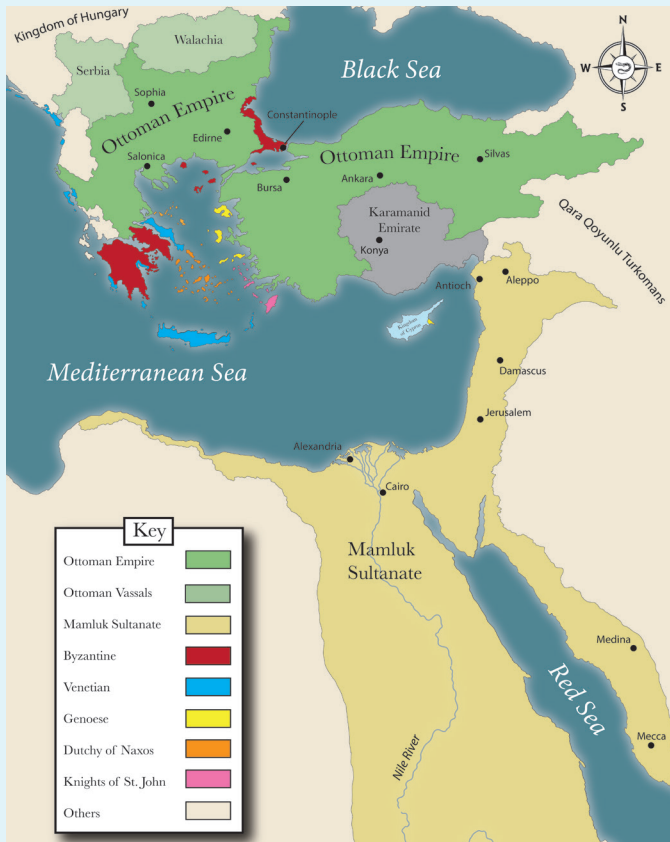 Kingdom of Hungary
Walachia
Serbia
Black Sea
N
W
E
S
Sophia
Ottoman Empire
Constantinople
Edirne
Ottoman Empire
Silvas
Salonica
Bursa
Ankara
Karamanid
Emirate
Konya
Qara Qoyunlu Turkomans
Antioch
Aleppo
Kingdom
of Cyprus
Mediterranean Sea
Damascus
Jerusalem
Alexandria
Cairo
Mamluk
Sultanate
Medina
Red Sea
Mecca
Nile River
Key
Ottoman Empire
Ottoman Vassals
Mamluk Sultanate
Byzantine
Venetian
Genoese
Dutchy of Naxos
Knights of St. John
Others